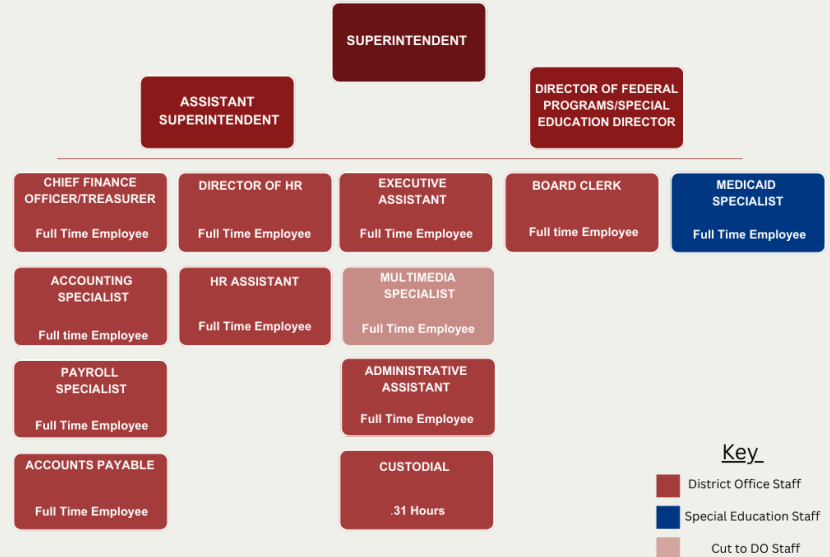 SUPERINTENDENT
ASSISTANT
SUPERINTENDENT
DIRECTOR OF FEDERAL
PROGRAMS/SPECIAL
EDUCATION DIRECTOR
CHIEF FINANCE
OFFICER/TREASURER
Full Time Employee
DIRECTOR OF HR
Full Time Employee
EXECUTIVE
ASSISTANT
Full Time Employee
BOARD CLERK
Full time Employee
MEDICAID
SPECIALIST
Full Time Employee
ACCOUNTING
SPECIALIST
Full time Employee
HR ASSISTANT
Full Time Employee
MULTIMEDIA
SPECIALIST
Full Time Employee
PAYROLL
SPECIALIST
Full Time Employee
ADMINISTRATIVE
ASSISTANT
Full Time Employee
ACCOUNTS PAYABLE
Full Time Employee
CUSTODIAL
.31 Hours
Key
District Office Staff
Special Education Staff
Cut to DO Staff